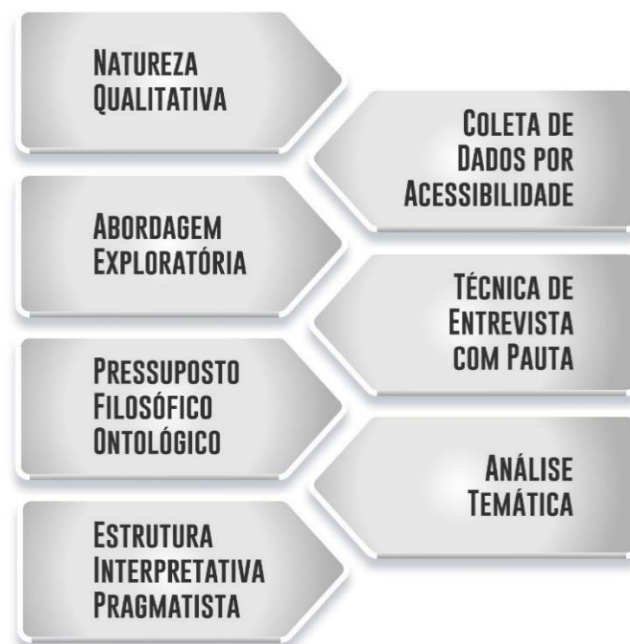 NATUREZA
QUALITATIVA
COLETA DE
DADOS POR
ACESSIBILIDADE
ABORDAGEM
EXPLORATÓRIA
TÉCNICA DE
ENTREVISTA
COM PAUTA
PRESSUPOSTO
FILOSÓFICO
ONTOLÓGICO
ANÁLISE
TEMÁTICA
ESTRUTURA
INTERPRETATIVA
PRAGMATISTA